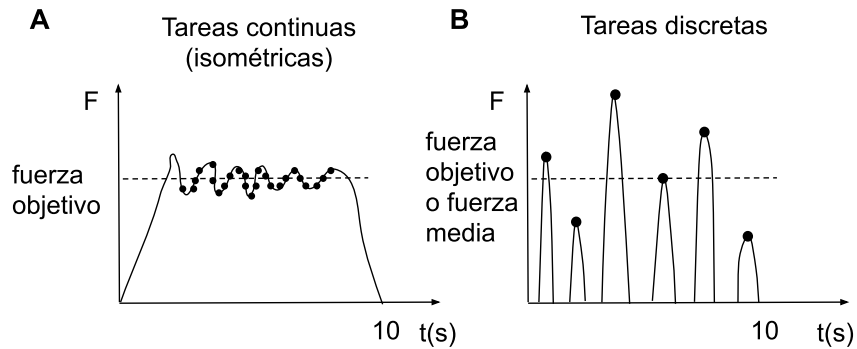 A
Tareas continuas
(isométricas)
F
fuerza
objetivo
10
t(s)
B
Tareas discretas
F
fuerza
objetivo
o fuerza
media
10
t(s)